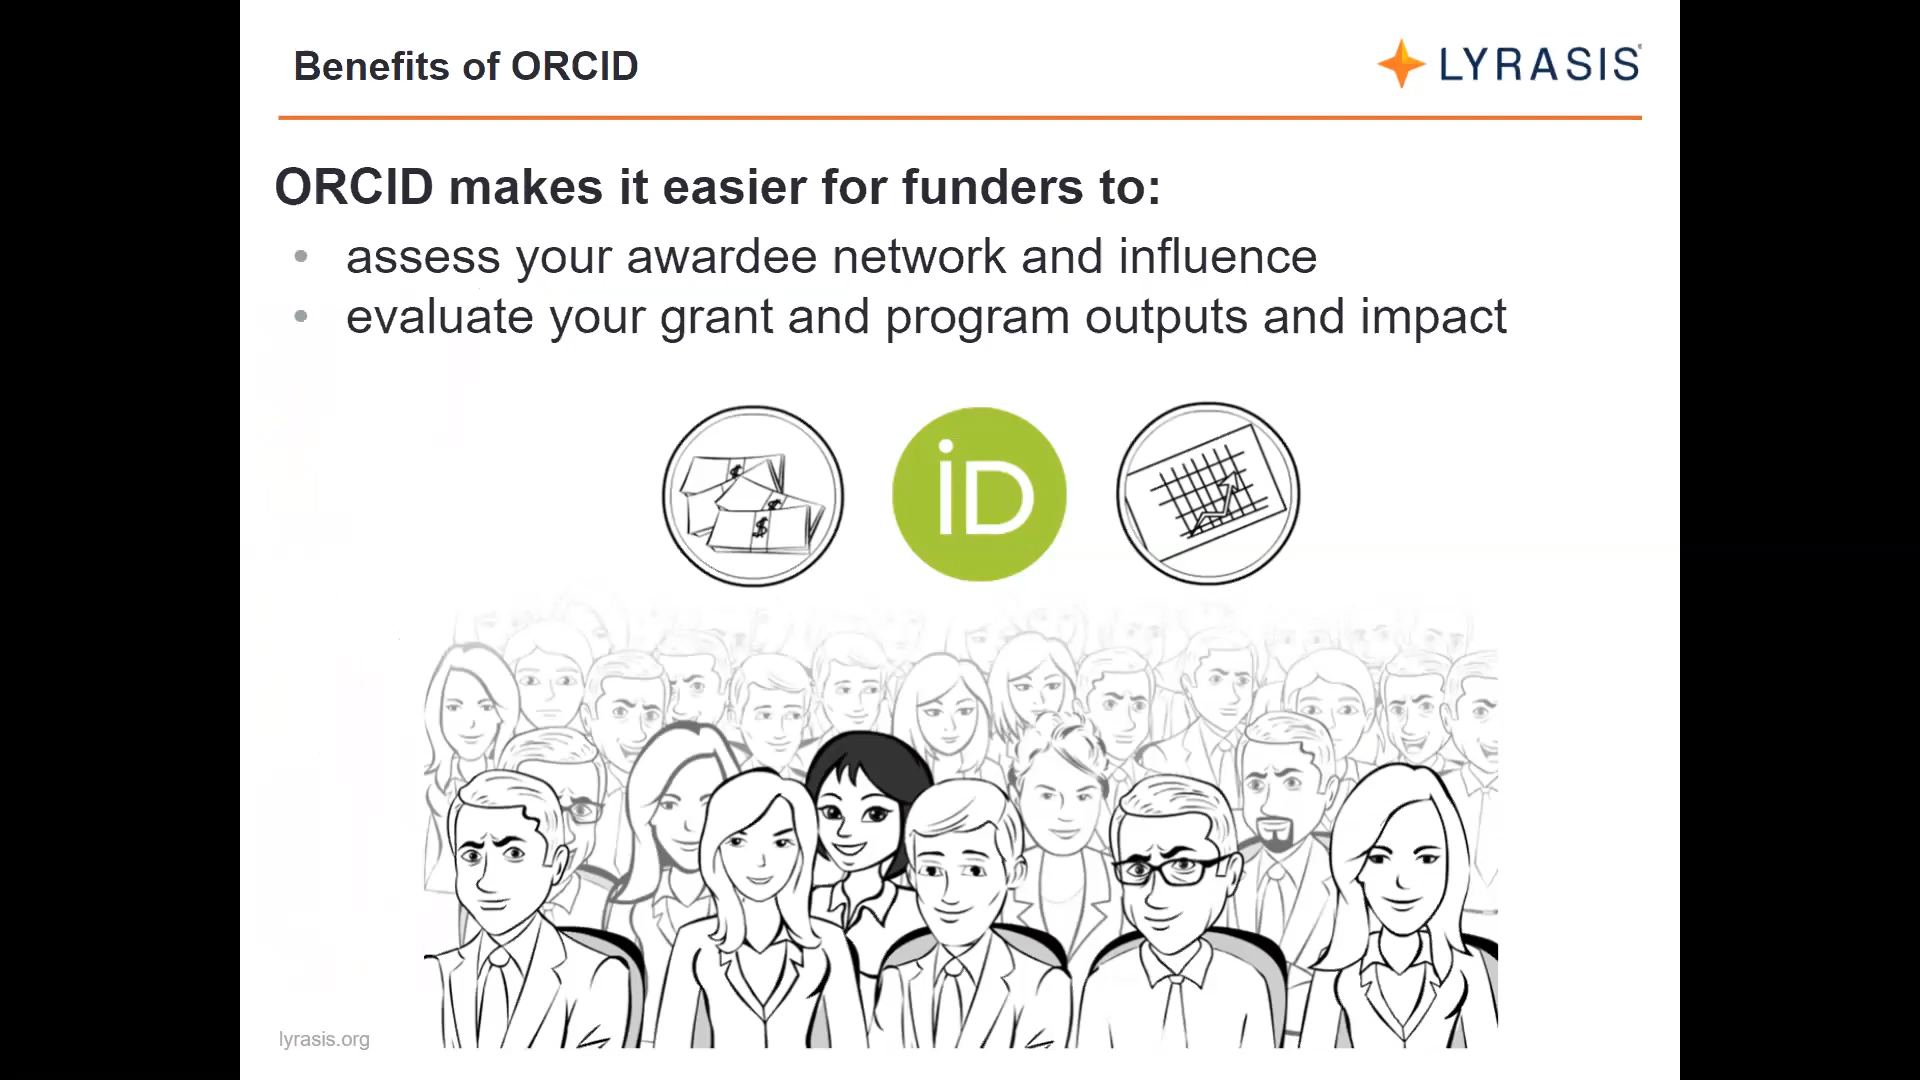 Benefits of ORCID
LYRASIS
ORCID makes it easier for funders to:
• assess your awardee network and influence
• evaluate your grant and program outputs and impact
$
$
$
iD
lyrasis.org